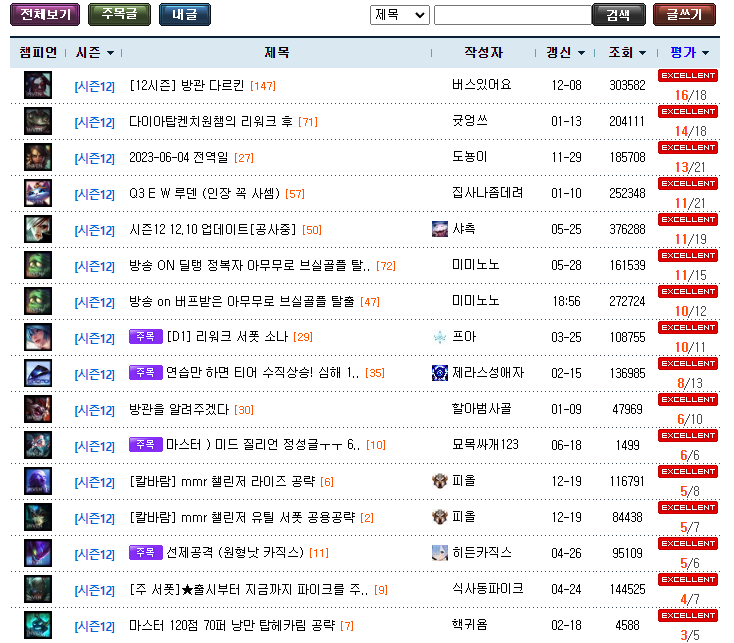 전체보기 주목글 내글 제목 검색 글쓰기
챔피언 시즌 제목 작성자 갱신 조회 평가
[시즌12] [12시즌] 방관 다르킨 [147] 버스있어요 12-08 303582 EXCELLENT 16/18
[시즌12] 다이아탑켄치원챔의 리워크 후 [71] 귲엉쓰 01-13 204111 EXCELLENT 14/18
[시즌12] 2023-06-04 전역일 [27] 도농이 11-29 185708 EXCELLENT 13/21
[시즌12] Q3 E W 루덴 (인장 꼭 사셈) [57] 집사나좀데려 01-10 252348 EXCELLENT 11/21
[시즌12] 시즌12 12.10 업데이트[공사중] [50] 샤측 05-25 376288 EXCELLENT 11/19
[시즌12] 방송 ON 딜탱 정복자 아무무로 브실골플 탈.. [72] 미미노노 05-28 161539 EXCELLENT 11/15
[시즌12] 방송 on 버프받은 아무무로 브실골플 탈출 [47] 미미노노 18:56 272724 EXCELLENT 10/12
[시즌12] 주목 [D1] 리워크 서폿 소나 [29] 프아 03-25 108755 EXCELLENT 10/11
[시즌12] 주목 연습만 하면 티어 수직상승! 심해 1.. [35] 제라스성애자 02-15 136985 EXCELLENT 8/13
[시즌12] 방관을 알려주겠다 [30] 할아범사골 01-09 47969 EXCELLENT 6/10
[시즌12] 주목 마스터 ) 미드 질리언 정성글ㅜㅜ 6.. [10] 묘목싸개123 06-18 1499 EXCELLENT 6/6
[시즌12] [칼바람] mmr 챌린저 라이즈 공략 [6] 피올 12-19 116791 EXCELLENT 5/8
[시즌12] [칼바람] mmr 챌린저 유틸 서폿 공용공략 [2] 피올 12-19 84438 EXCELLENT 5/7
[시즌12] 주목 선제공격 (원형낫 카직스) [11] 히든카직스 04-26 95109 EXCELLENT 5/6
[시즌12] [주 서폿]★출시부터 지금까지 파이크를 주.. [9] 식사동파이크 04-24 144525 EXCELLENT 4/7
[시즌12] 마스터 120점 70퍼 낭만 탑헤카림 공략 [7] 핵귀욤 02-18 4588 EXCELLENT 3/5